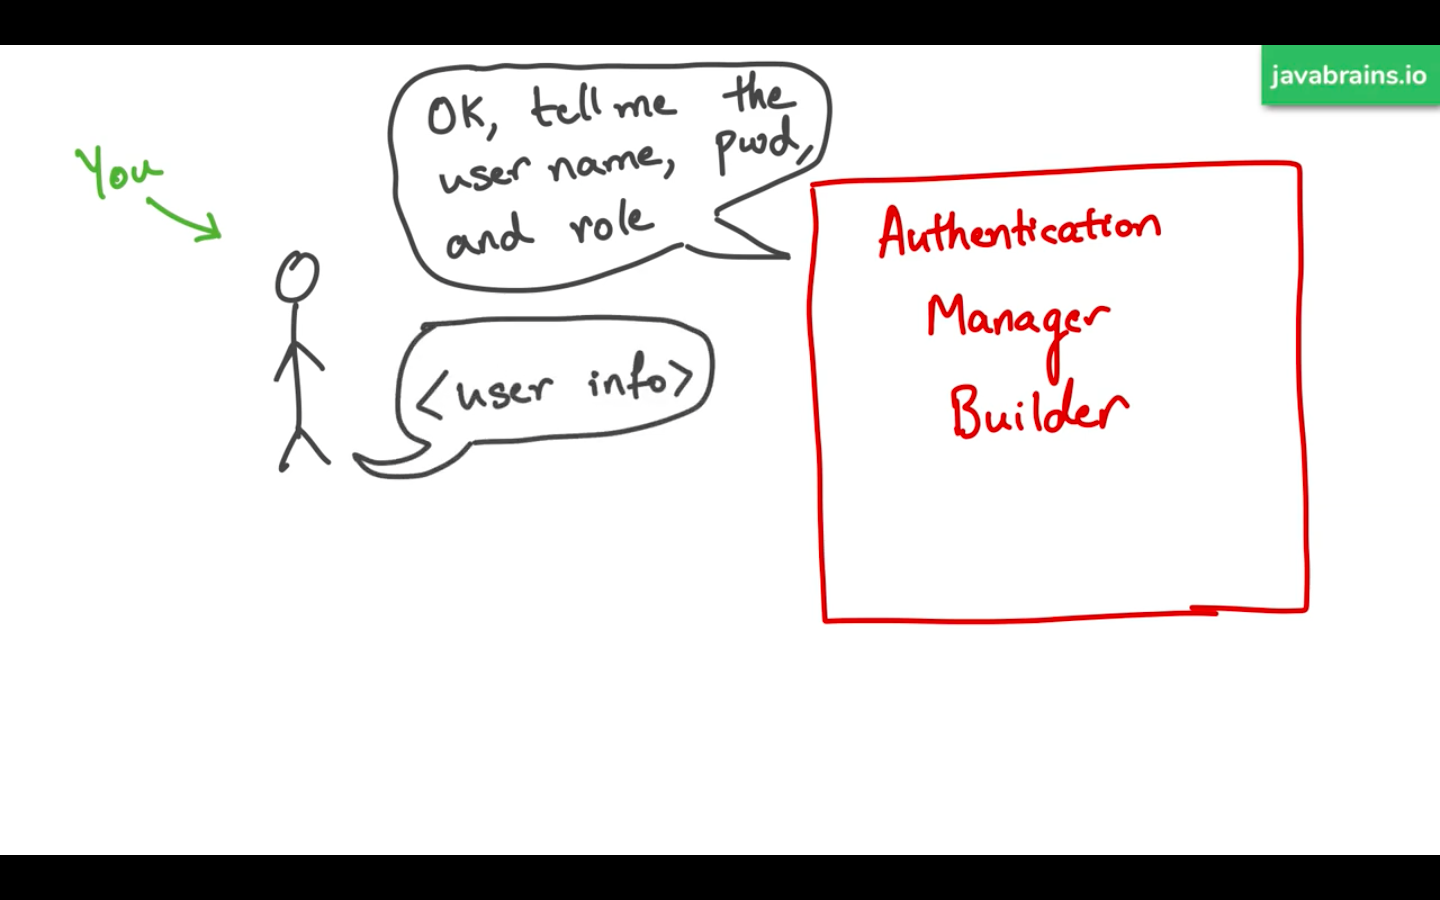 javabrains.io
You
OK, tell me the
user name, pwd,
and role
<user info>
Authentication
Manager
Builder